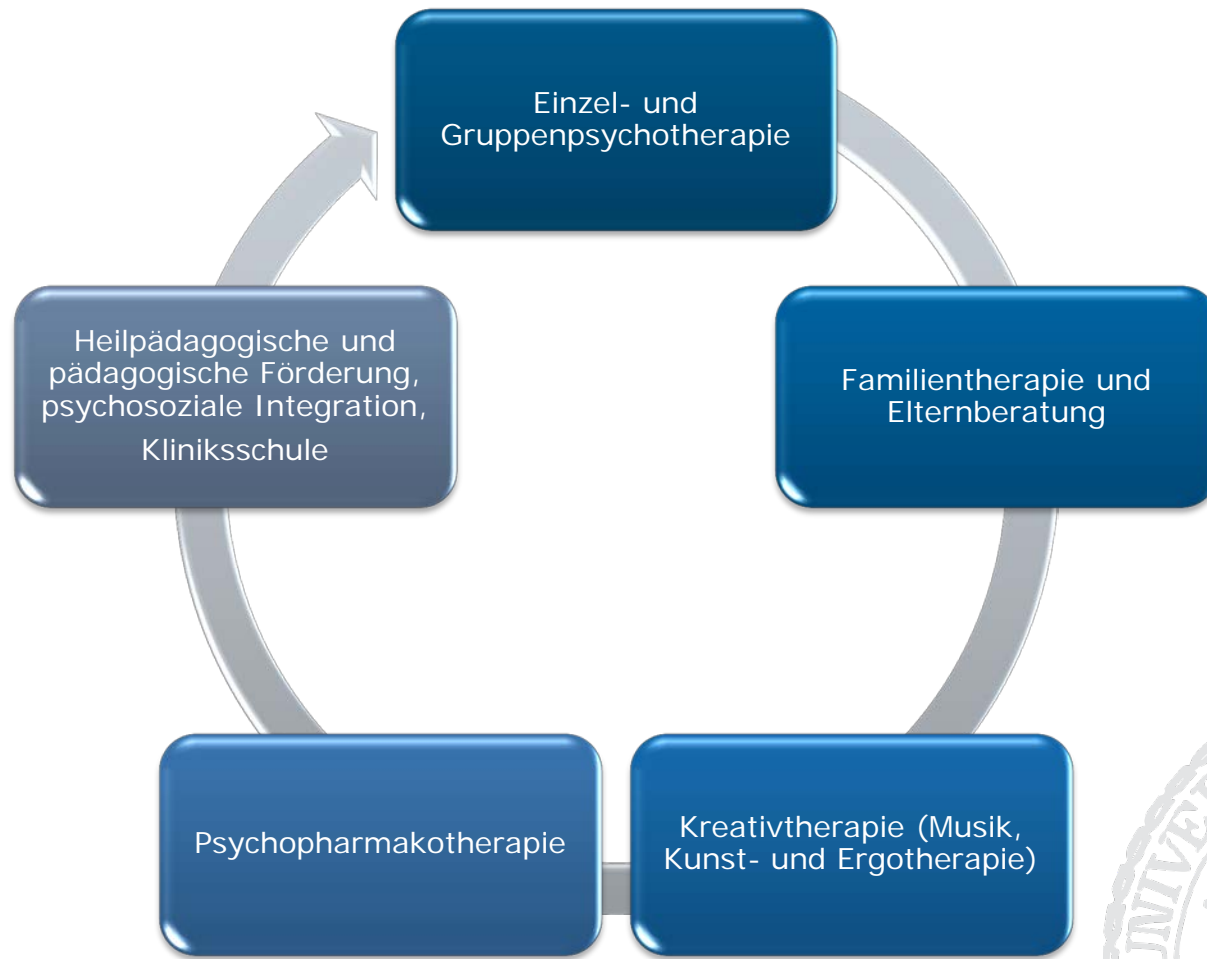 Einzel- und
Gruppenpsychotherapie
Familientherapie und
Elternberatung
Kreativtherapie (Musik,
Kunst- und Ergotherapie)
Psychopharmakotherapie
Heilpädagogische und
pädagogische Förderung,
psychosoziale Integration,
Kliniksschule